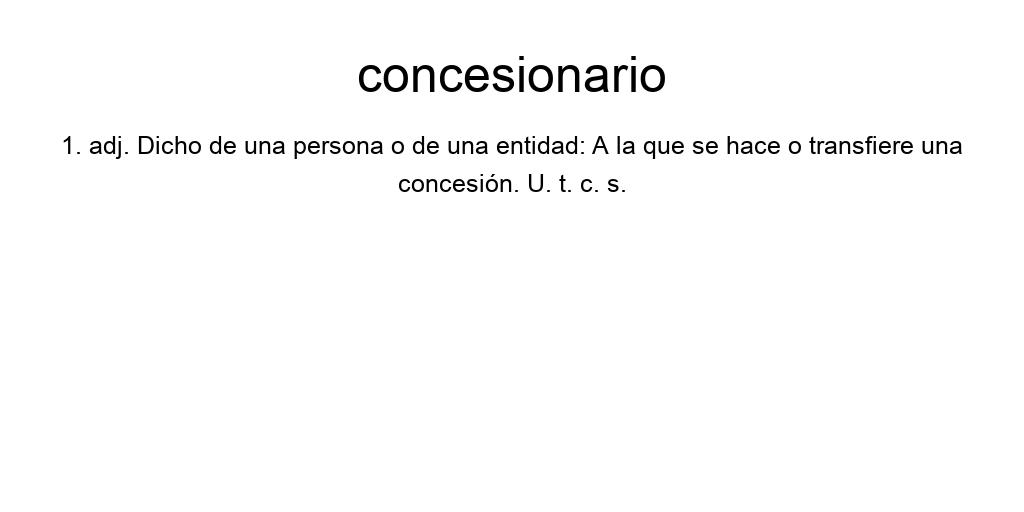 concesionario
1. adj. Dicho de una persona o de una entidad: A la que se hace o transfiere una
concesión. U. t. c. s.